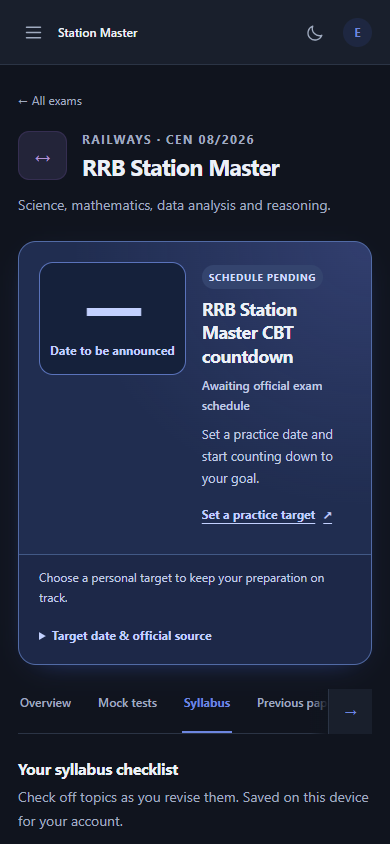 Station Master
E
← All exams
RAILWAYS · CEN 08/2026
RRB Station Master
Science, mathematics, data analysis and reasoning.
Date to be announced
SCHEDULE PENDING
RRB Station
Master CBT
countdown
Awaiting official exam
schedule
Set a practice date and
start counting down to
your goal.
Set a practice target ↗
Choose a personal target to keep your preparation on
track.
▶ Target date & official source
Overview Mock tests Syllabus Previous pap →
Your syllabus checklist
Check off topics as you revise them. Saved on this device
for your account.